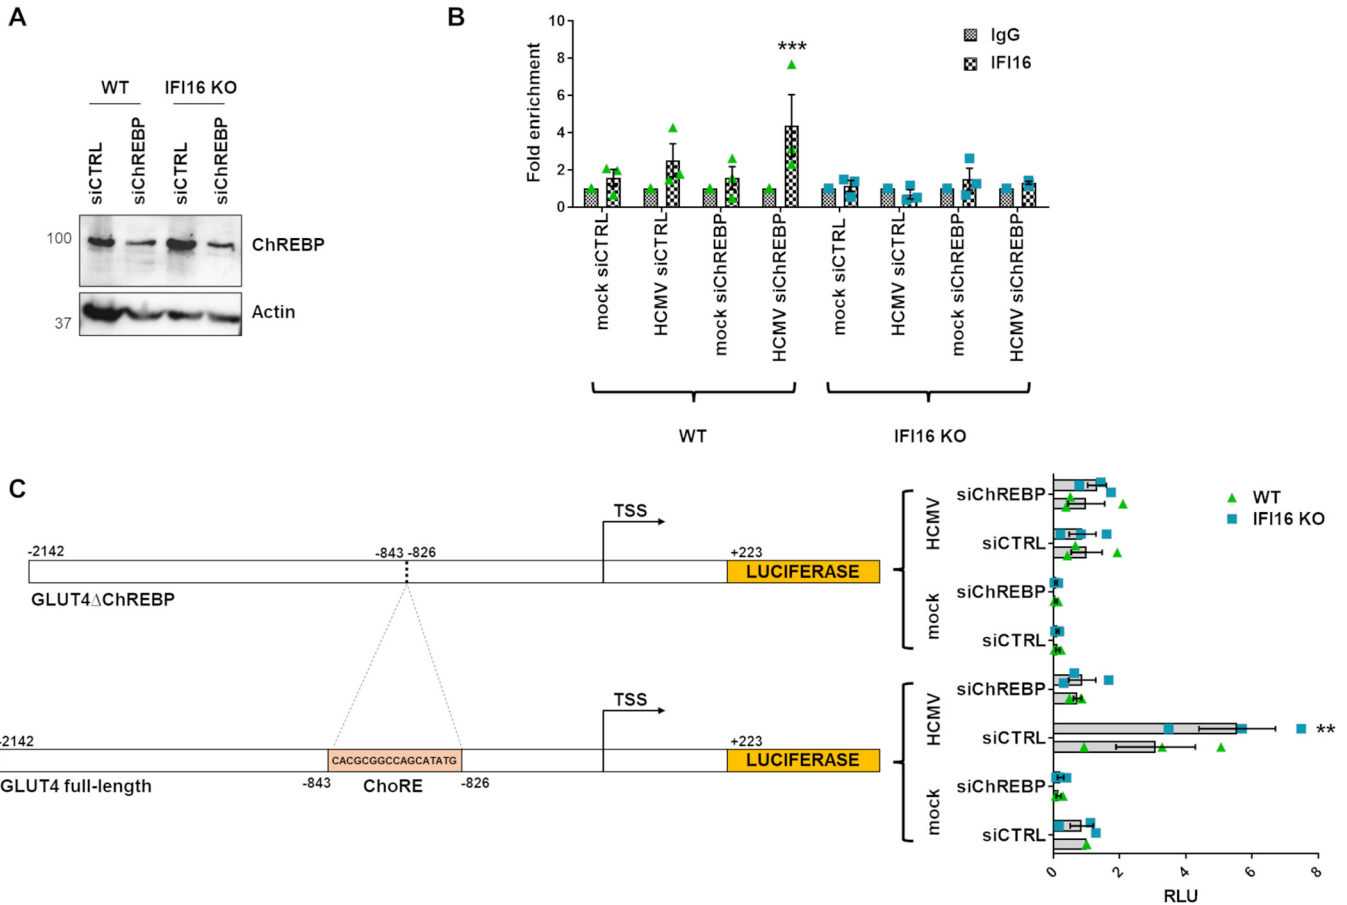 A
WT IFI16 KO
siCTRL
siChREBP
siCTRL
siChREBP
100
ChREBP
37
Actin
B
Fold enrichment
10
8
6
4
2
0
***
IgG
IFI16
mock siCTRL
HCMV siCTRL
mock siChREBP
HCMV siChREBP
mock siCTRL
HCMV siCTRL
mock siChREBP
HCMV siChREBP
WT IFI16 KO
C
-2142 -843 -826 TSS +223
LUCIFERASE
GLUT4ΔChREBP
-2142 TSS +223
CACGCGGCCAGCATATG
LUCIFERASE
GLUT4 full-length -843 ChoRE -826
HCMV
mock
HCMV
mock
siChREBP
siCTRL
siChREBP
siCTRL
siChREBP
siCTRL
siChREBP
siCTRL
**
WT
IFI16 KO
0 2 4 6 8
RLU